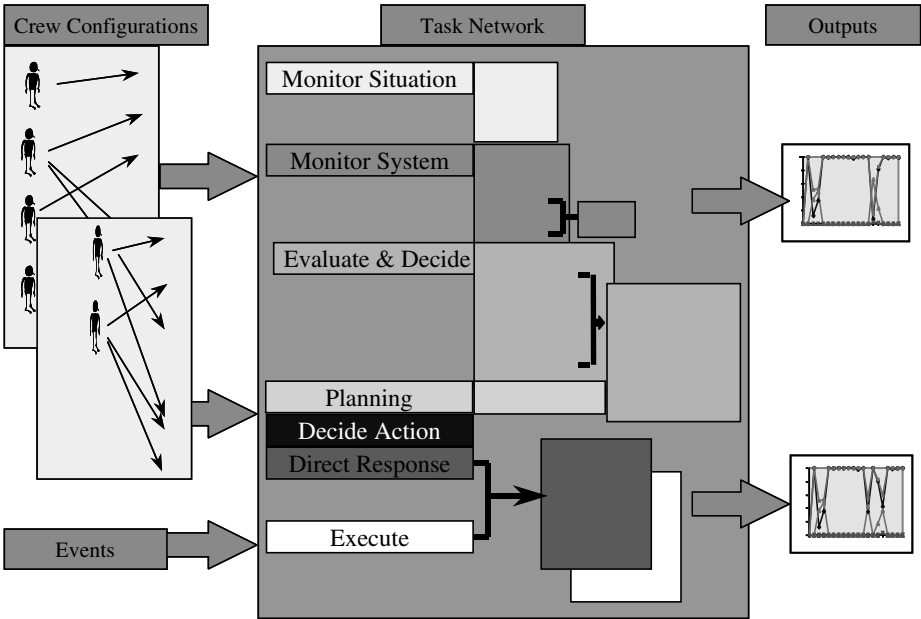 Crew Configurations
Task Network
Outputs
Monitor Situation
Monitor System
Evaluate & Decide
Planning
Decide Action
Direct Response
Execute
Events